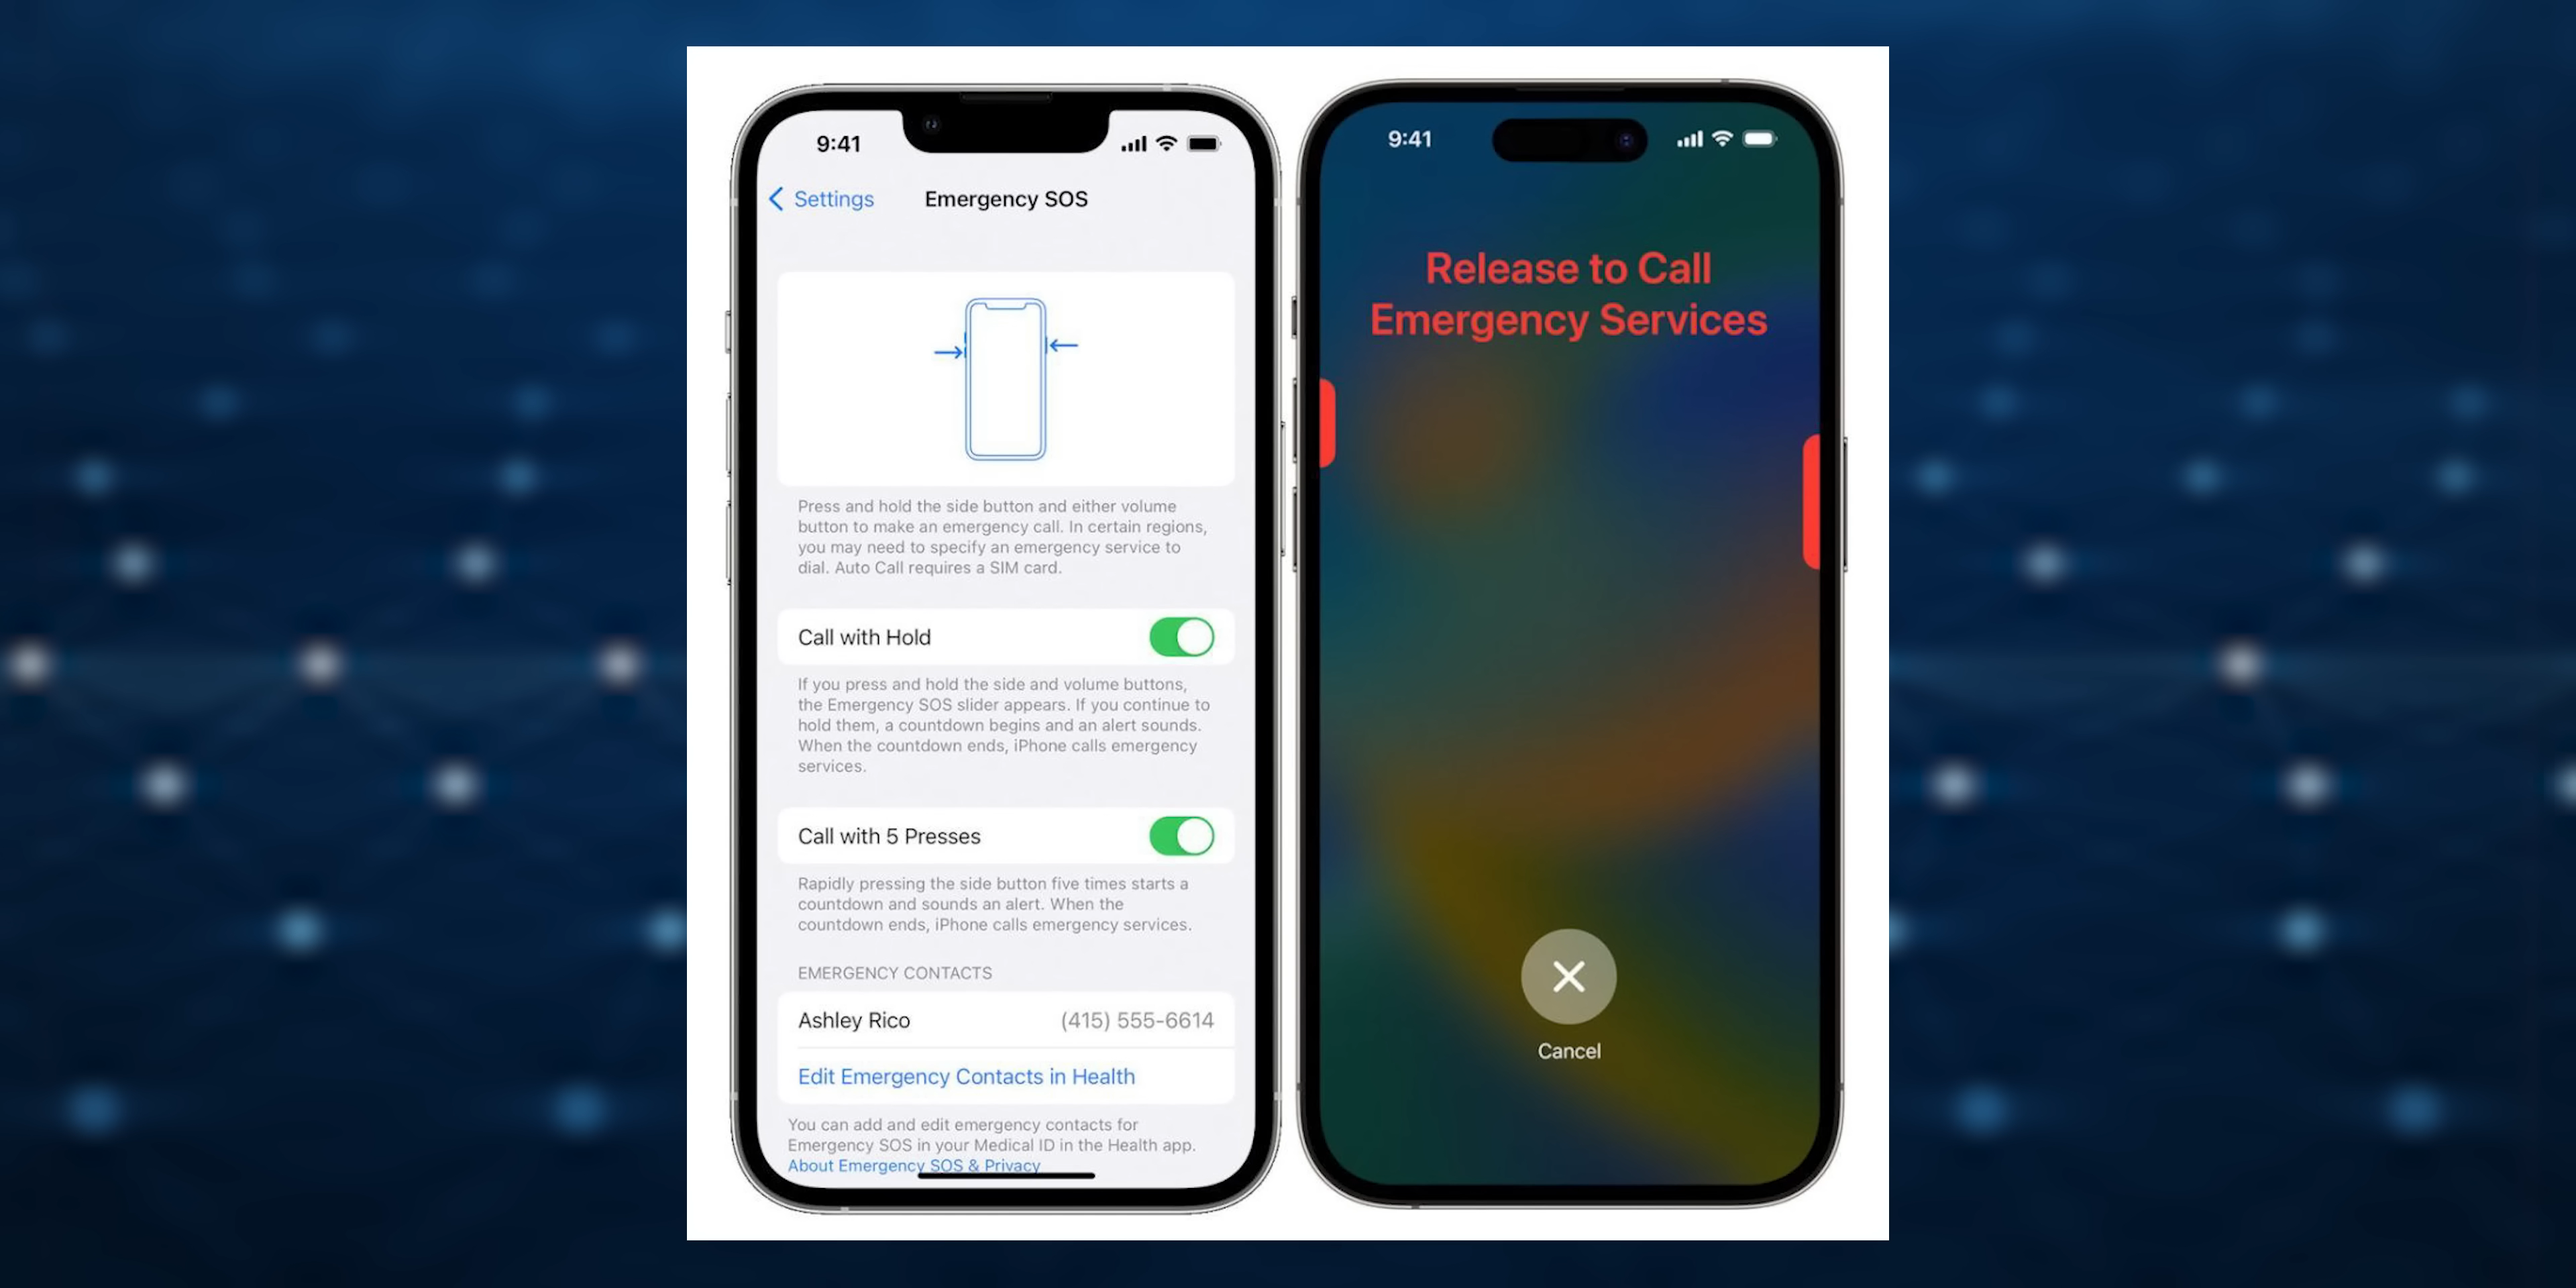 9:41
Settings
Emergency SOS
Press and hold the side button and either volume
button to make an emergency call. In certain regions,
you may need to specify an emergency service to
dial. Auto Call requires a SIM card.
Call with Hold
If you press and hold the side and volume buttons,
the Emergency SOS slider appears. If you continue to
hold them, a countdown begins and an alert sounds.
When the countdown ends, iPhone calls emergency
services.
Call with 5 Presses
Rapidly pressing the side button five times starts a
countdown and sounds an alert. When the
countdown ends, iPhone calls emergency services.
EMERGENCY CONTACTS
Ashley Rico (415) 555-6614
Edit Emergency Contacts in Health
You can add and edit emergency contacts for
Emergency SOS in your Medical ID in the Health app.
About Emergency SOS & Privacy
9:41
Release to Call
Emergency Services
Cancel